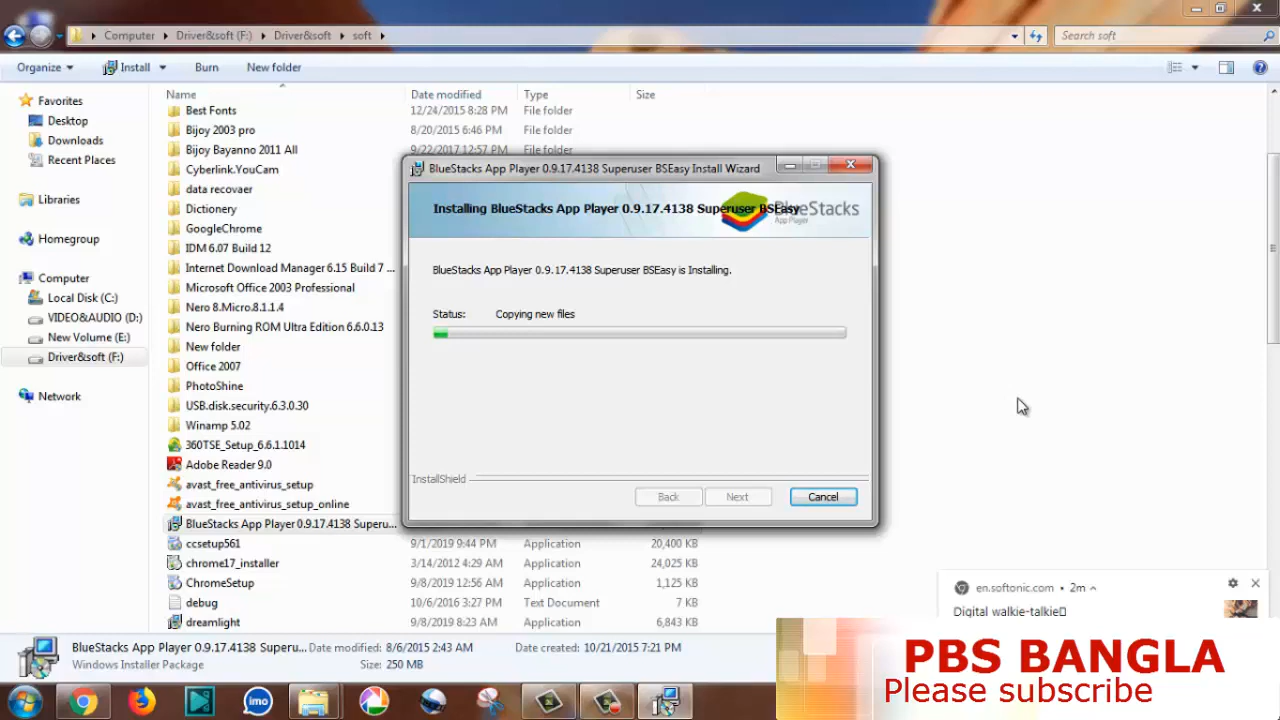 Computer Driver&soft (F:) Driver&soft soft
Search soft
Organize Install Burn New folder
Name Date modified Type Size
Favorites
Desktop
Downloads
Recent Places
Libraries
Homegroup
Computer
Local Disk (C:)
VIDEO&AUDIO (D:)
New Volume (E:)
Driver&soft (F:)
Network
Best Fonts 12/24/2015 8:28 PM File folder
Bijoy 2003 pro 8/20/2015 6:46 PM File folder
Bijoy Bayanno 2011 All 9/22/2017 12:57 PM File folder
Cyberlink.YouCam
data recovaer
Dictionery
GoogleChrome
IDM 6.07 Build 12
Internet Download Manager 6.15 Build 7 ...
Microsoft Office 2003 Professional
Nero 8.Micro.8.1.1.4
Nero Burning ROM Ultra Edition 6.6.0.13
New folder
Office 2007
PhotoShine
USB.disk.security.6.3.0.30
Winamp 5.02
360TSE_Setup_6.6.1.1014
Adobe Reader 9.0
avast_free_antivirus_setup
avast_free_antivirus_setup_online
BlueStacks App Player 0.9.17.4138 Superu...
ccsetup561 9/1/2019 9:44 PM Application 20,400 KB
chrome17_installer 3/14/2012 4:29 AM Application 24,025 KB
ChromeSetup 9/8/2019 12:56 AM Application 1,125 KB
debug 10/6/2016 3:27 PM Text Document 7 KB
dreamlight 9/8/2019 8:23 AM Application 6,843 KB
BlueStacks App Player 0.9.17.4138 Superuser BSEasy Install Wizard
Installing BlueStacks App Player 0.9.17.4138 Superuser BSEasy
BlueStacks
App Player
BlueStacks App Player 0.9.17.4138 Superuser BSEasy is Installing.
Status: Copying new files
InstallShield
Back Next Cancel
en.softonic.com • 2m
Digital walkie-talkie
BlueStacks App Player 0.9.17.4138 Superu... Date modified: 8/6/2015 2:43 AM Date created: 10/21/2015 7:21 PM
Windows Installer Package Size: 250 MB
imo
PBS BANGLA
Please subscribe